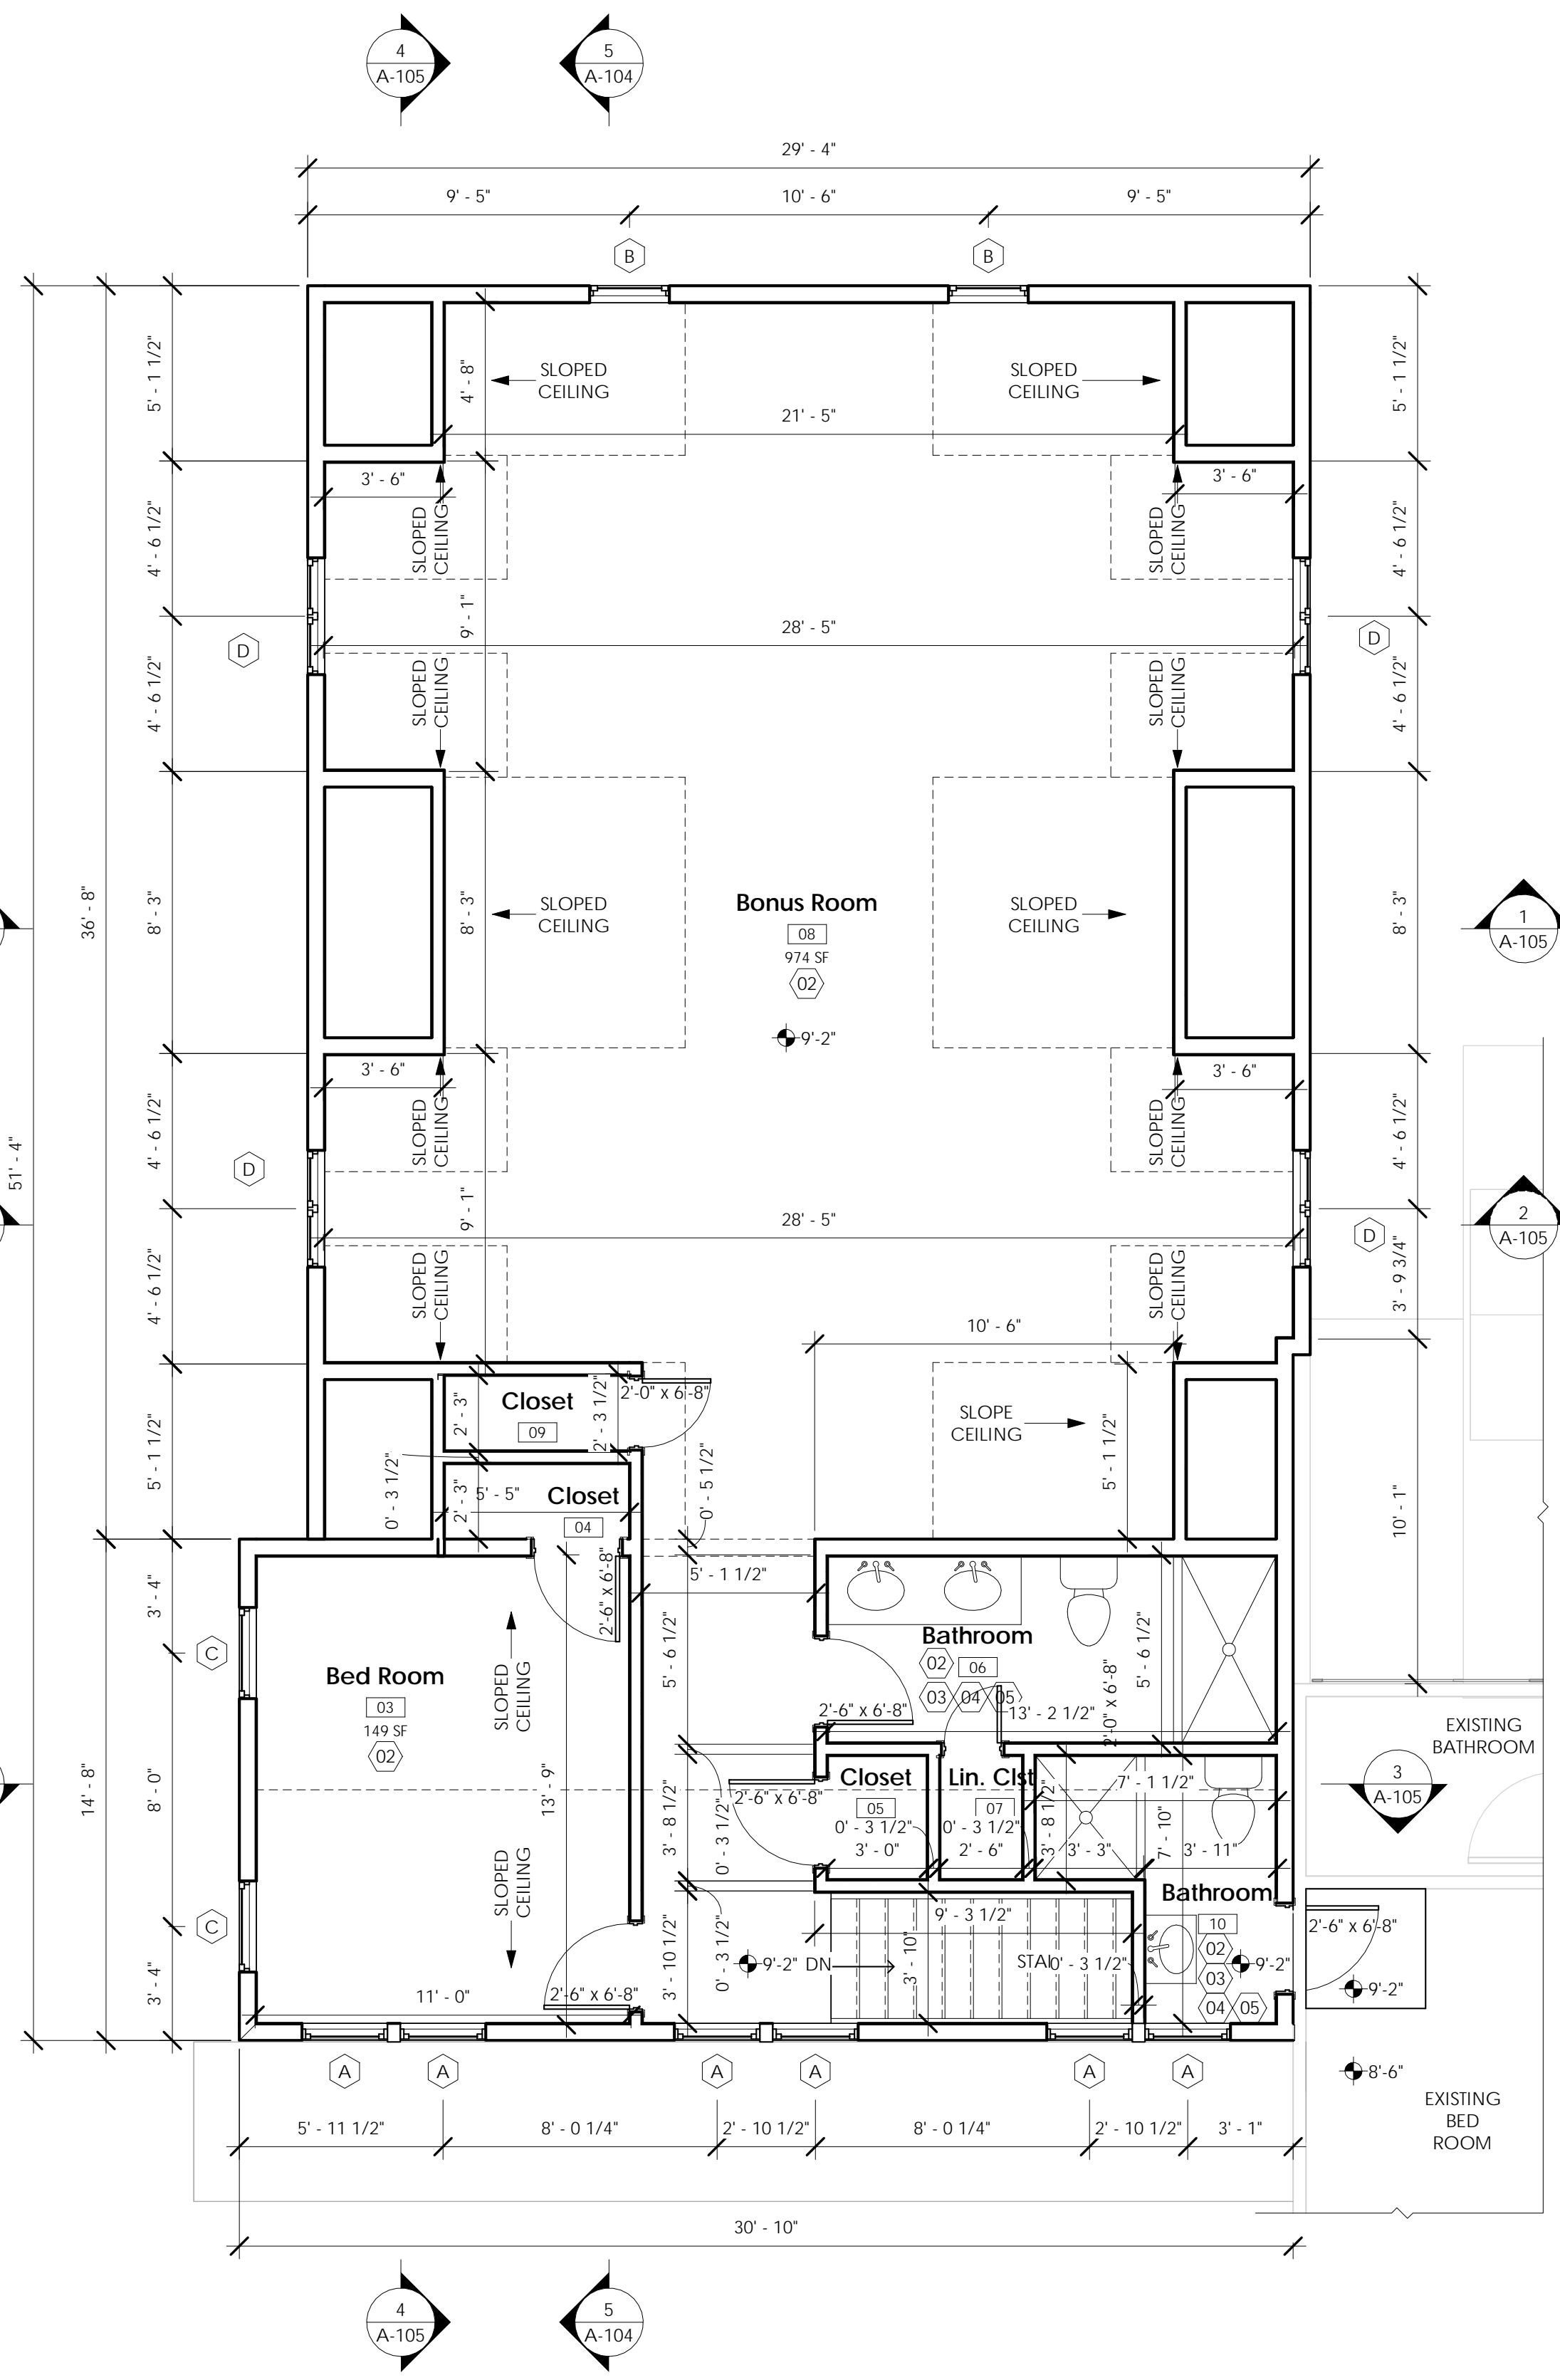 4
A-105
5
A-104
29' - 4"
9' - 5"
10' - 6"
9' - 5"
B
B
5' - 1 1/2"
4' - 8"
SLOPED
CEILING
SLOPED
CEILING
5' - 1 1/2"
21' - 5"
3' - 6"
3' - 6"
4' - 6 1/2"
SLOPED
CEILING
SLOPED
CEILING
4' - 6 1/2"
9' - 1"
28' - 5"
D
D
4' - 6 1/2"
SLOPED
CEILING
SLOPED
CEILING
4' - 6 1/2"
36' - 8"
8' - 3"
8' - 3"
SLOPED
CEILING
Bonus Room
08
974 SF
02
9'-2"
SLOPED
CEILING
8' - 3"
1
A-105
3' - 6"
3' - 6"
51' - 4"
4' - 6 1/2"
SLOPED
CEILING
SLOPED
CEILING
4' - 6 1/2"
D
9' - 1"
28' - 5"
D
2
A-105
4' - 6 1/2"
SLOPED
CEILING
SLOPED
CEILING
3' - 9 3/4"
10' - 6"
5' - 1 1/2"
2' - 3"
Closet
09
2' - 3 1/2"
2'-0" x 6'-8"
SLOPE
CEILING
5' - 1 1/2"
0' - 3 1/2"
2' - 3"
5' - 5"
Closet
04
0' - 5 1/2"
10' - 1"
3' - 4"
2'-6" x 6'-8"
5' - 1 1/2"
C
Bed Room
03
149 SF
02
SLOPED
CEILING
5' - 6 1/2"
Bathroom
02
06
03
04
05
2'-6" x 6'-8"
13' - 2 1/2"
2'-0" x 6'-8"
5' - 6 1/2"
EXISTING
BATHROOM
14' - 8"
8' - 0"
13' - 9"
3' - 8 1/2"
0' - 3 1/2"
2'-6" x 6'-8"
Closet
05
0' - 3 1/2"
3' - 0"
Lin. Clst
07
0' - 3 1/2"
2' - 6"
3' - 8 1/2"
7' - 1 1/2"
3' - 3"
7' - 10"
3' - 11"
3
A-105
C
SLOPED
CEILING
3' - 4"
11' - 0"
2'-6" x 6'-8"
3' - 10 1/2"
0' - 3 1/2"
9'-2"
DN
3' - 10"
9' - 3 1/2"
STAI
0' - 3 1/2"
Bathroom
10
02
03
04
05
9'-2"
2'-6" x 6'-8"
9'-2"
8'-6"
EXISTING
BED
ROOM
A
A
A
A
A
A
5' - 11 1/2"
8' - 0 1/4"
2' - 10 1/2"
8' - 0 1/4"
2' - 10 1/2"
3' - 1"
30' - 10"
4
A-105
5
A-104